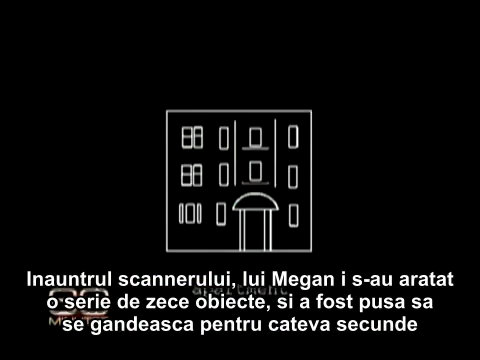 apartment
Inauntrul scannerului, lui Megan i s-au aratat
o serie de zece obiecte, si a fost pusa sa
se gandeasca pentru cateva secunde